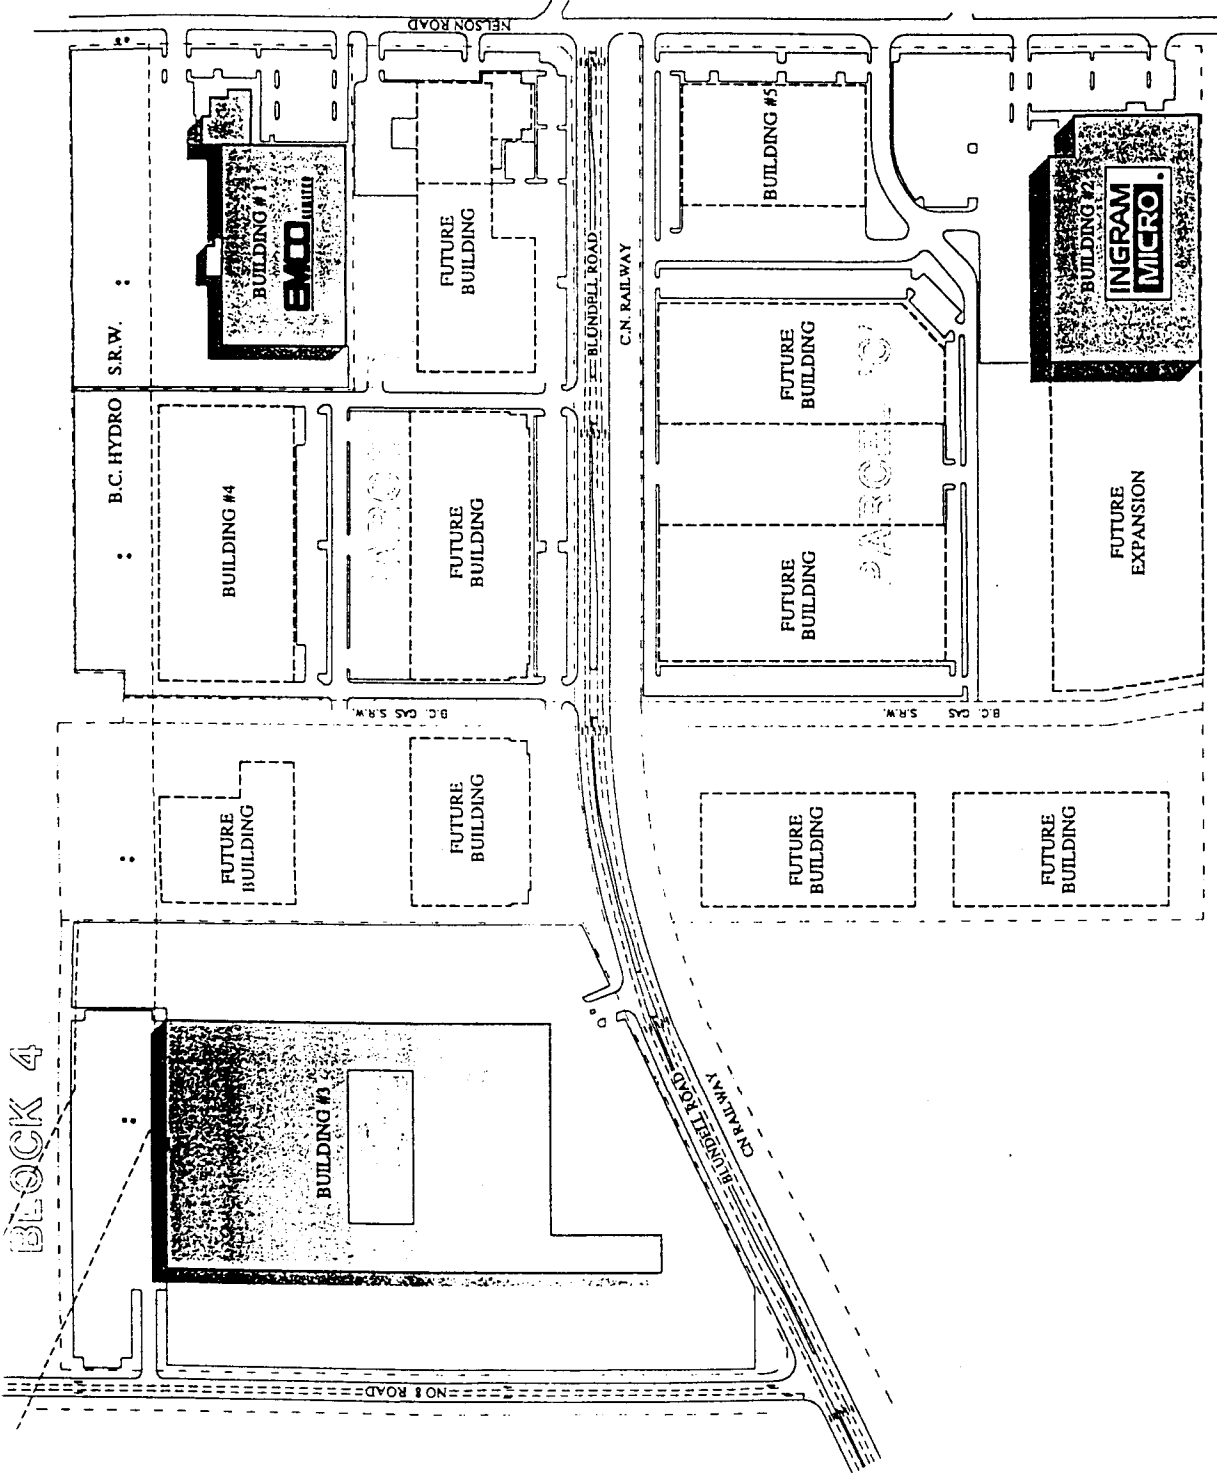 NELSON ROAD
BUILDING #1
EMCO
FUTURE
BUILDING
BLUNDELL ROAD
C.N. RAILWAY
BUILDING #5
BUILDING #2
INGRAM
MICRO
B.C. HYDRO S.R.W.
BUILDING #4
FUTURE
BUILDING
FUTURE
BUILDING
FUTURE
BUILDING
PARCEL 'C'
FUTURE
EXPANSION
B.C. GAS S.R.W.
B.C. GAS S.R.W.
FUTURE
BUILDING
FUTURE
BUILDING
FUTURE
BUILDING
FUTURE
BUILDING
BLOCK 4
BUILDING #3
BLUNDELL ROAD
CN RAILWAY
NO 8 ROAD